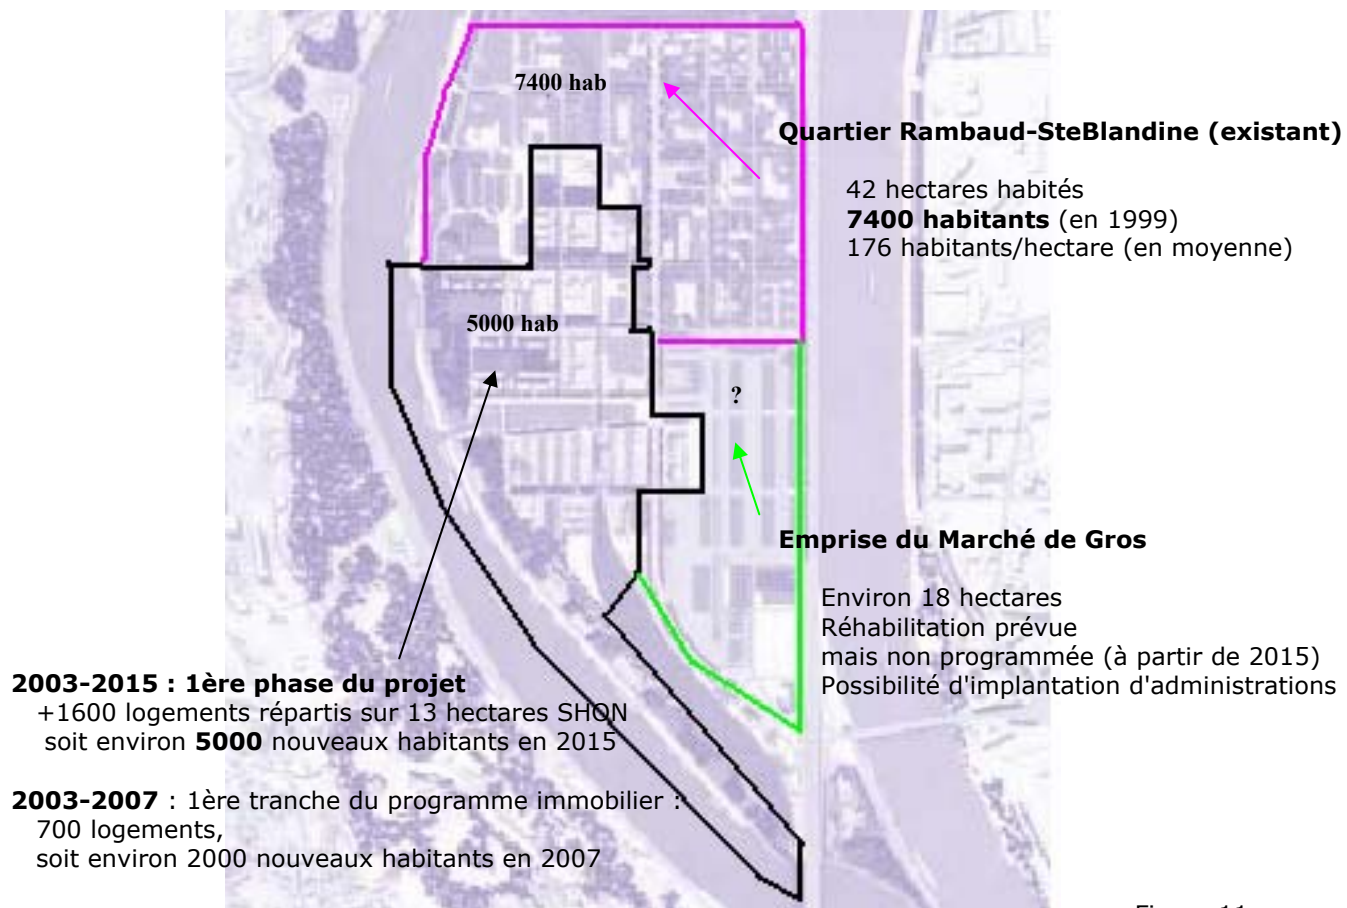 7400 hab
Quartier Rambaud-SteBlandine (existant)
42 hectares habités
7400 habitants (en 1999)
176 habitants/hectare (en moyenne)
5000 hab
?
Emprise du Marché de Gros
Environ 18 hectares
Réhabilitation prévue
mais non programmée (à partir de 2015)
Possibilité d'implantation d'administrations
2003-2015 : 1ère phase du projet
+1600 logements répartis sur 13 hectares SHON
soit environ 5000 nouveaux habitants en 2015
2003-2007 : 1ère tranche du programme immobilier :
700 logements,
soit environ 2000 nouveaux habitants en 2007